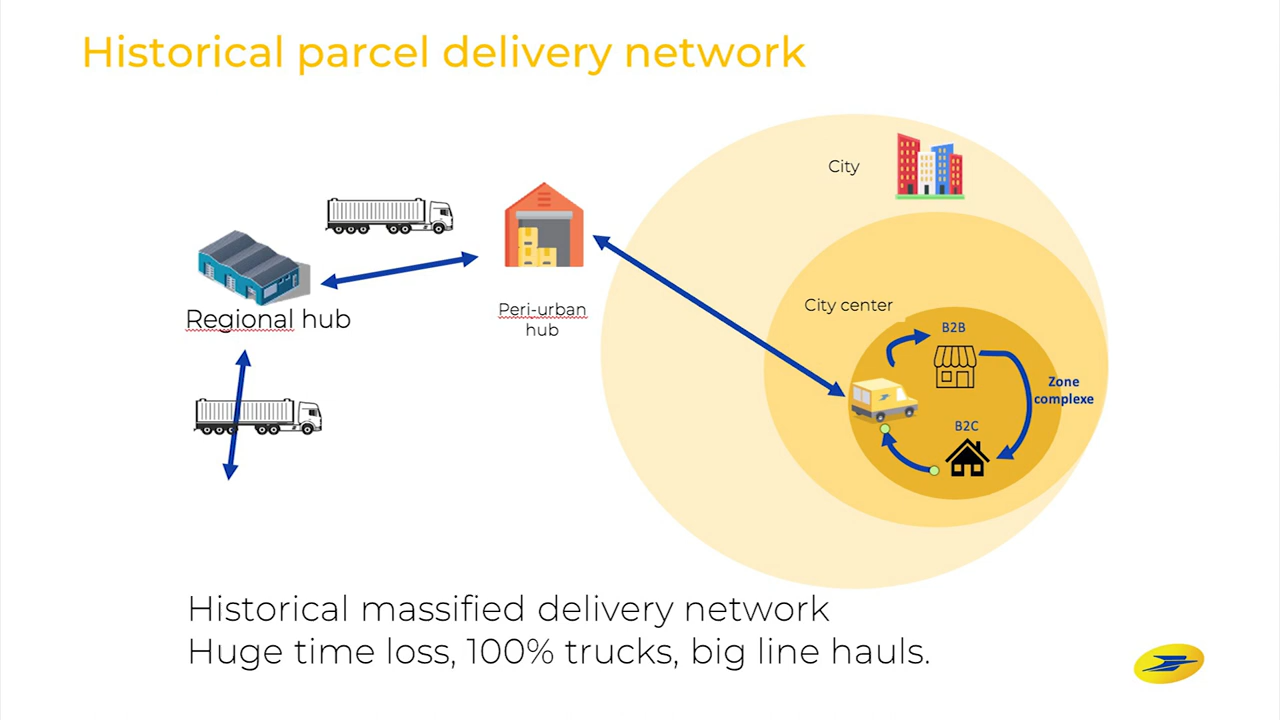 Historical parcel delivery network
City
Regional hub
Peri-urban
hub
City center
B2B
Zone
complexe
B2C
Historical massified delivery network
Huge time loss, 100% trucks, big line hauls.